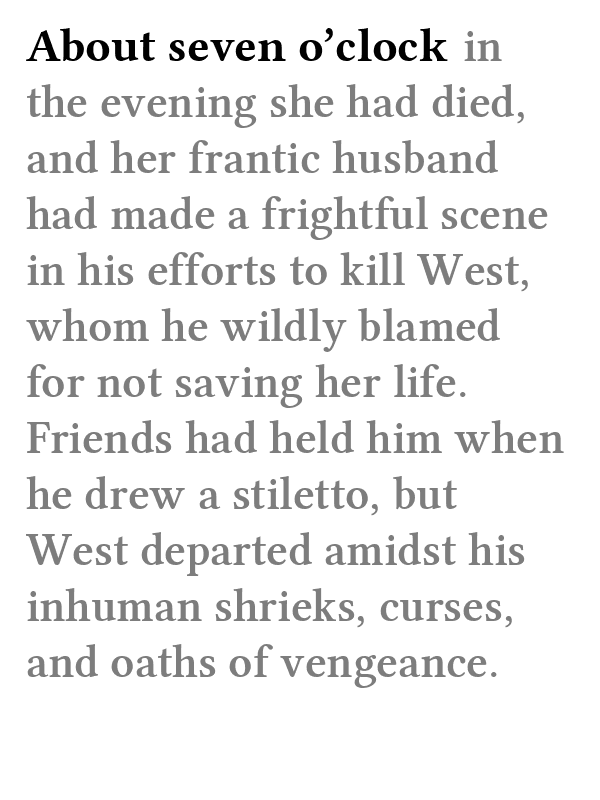 About seven o’clock in
the evening she had died,
and her frantic husband
had made a frightful scene
in his efforts to kill West,
whom he wildly blamed
for not saving her life.
Friends had held him when
he drew a stiletto, but
West departed amidst his
inhuman shrieks, curses,
and oaths of vengeance.